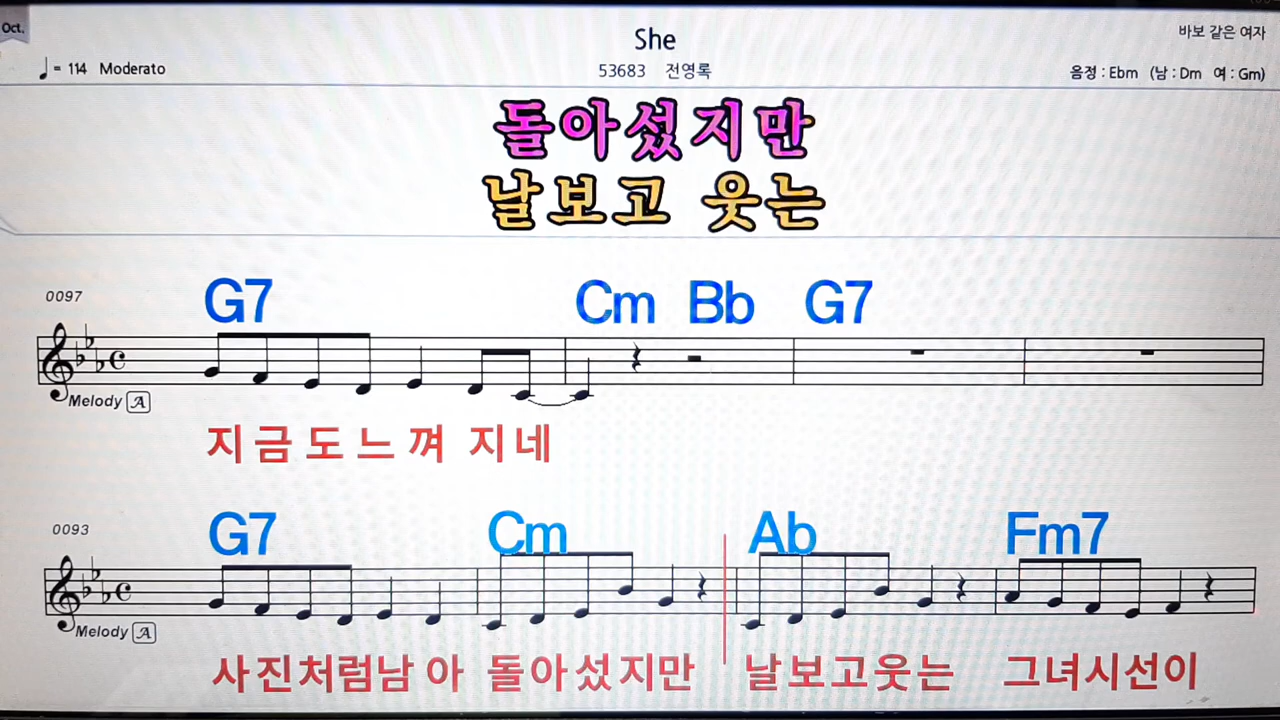 Oct.
She
바보 같은 여자
♩ = 114 Moderato
53683 전영록
음정 : Ebm (남 : Dm 여 : Gm)
돌아섰지만
날보고 웃는
0097
G7 Cm Bb G7
Melody A
지금도느껴 지네
0093
G7 Cm Ab Fm7
Melody A
사진처럼남아 돌아섰지만 날보고웃는 그녀시선이